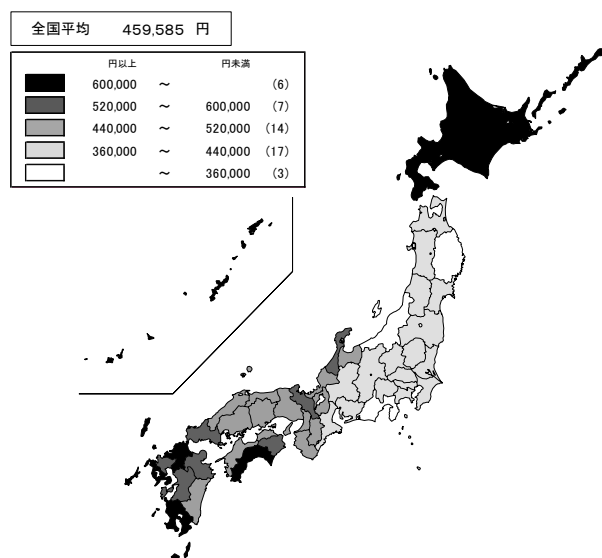 全国平均 459,585 円
円以上 円未満
600,000 ～ (6)
520,000 ～ 600,000 (7)
440,000 ～ 520,000 (14)
360,000 ～ 440,000 (17)
～ 360,000 (3)